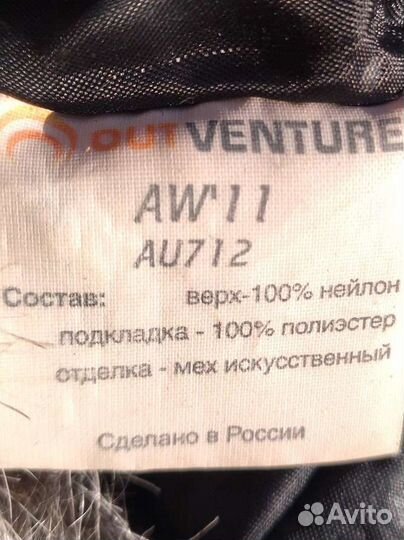 OUTVENTURE
AW'11
AU712
Состав: верх-100% нейлон
подкладка - 100% полиэстер
отделка - мех искусственный
Сделано в России
Avito